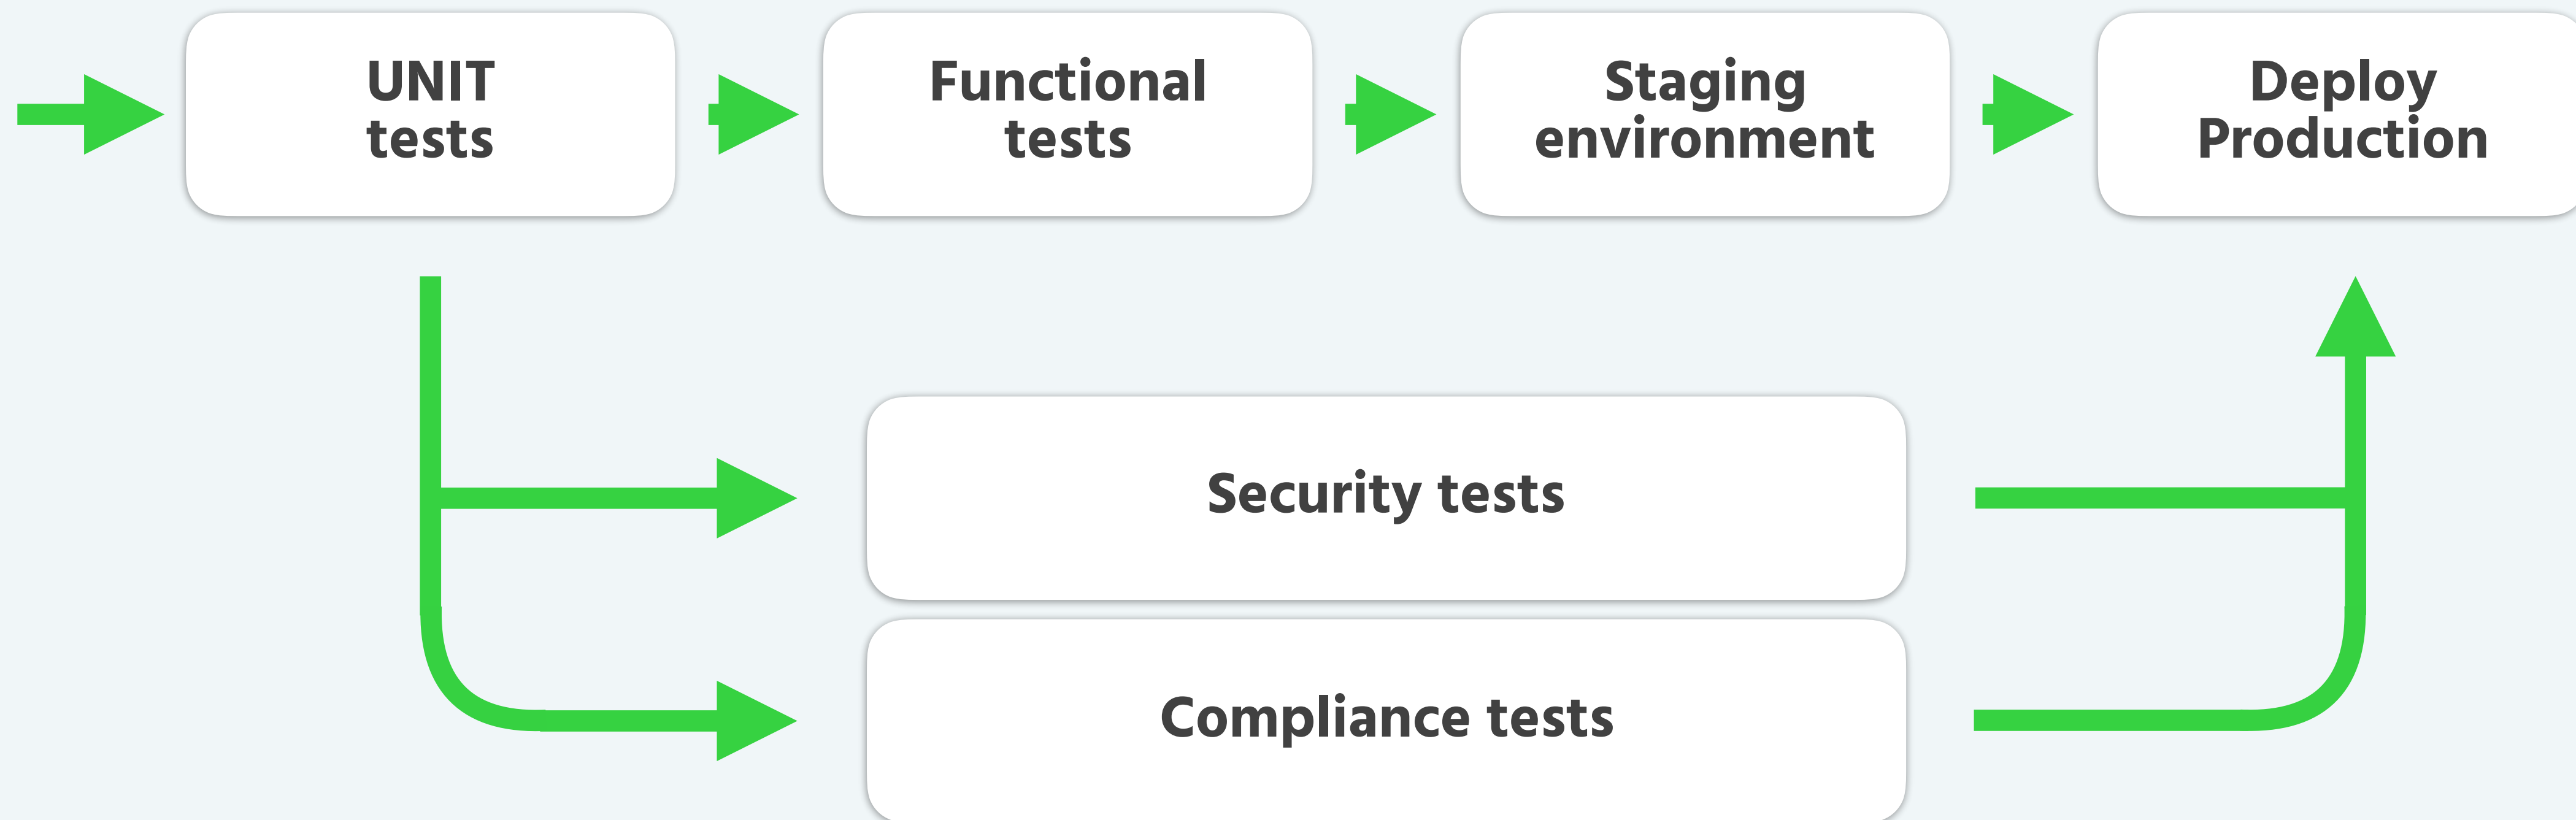 UNIT
tests
Functional
tests
Staging
environment
Deploy
Production
Security tests
Compliance tests